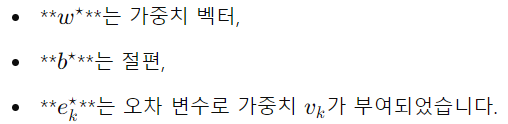 • **w⋆**는 가중치 벡터,
• **b⋆**는 절편,
• **e⋆ₖ**는 오차 변수로 가중치 vₖ가 부여되었습니다.